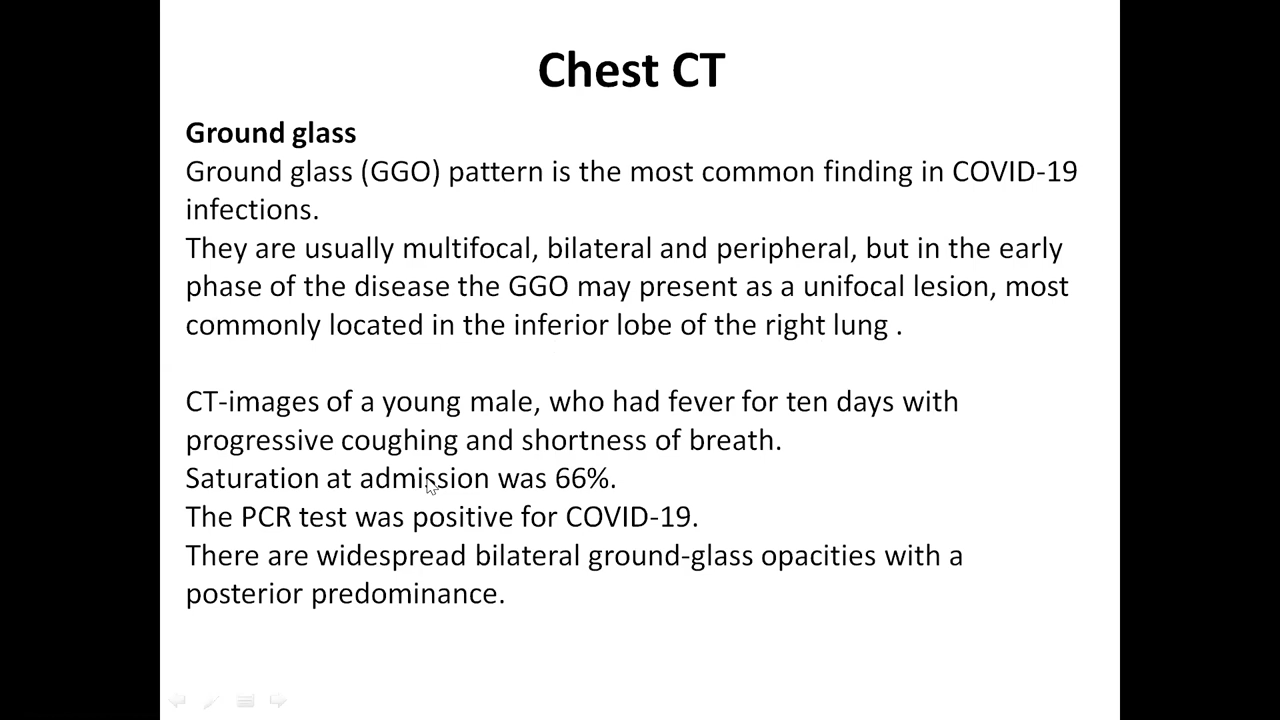 Chest CT
Ground glass
Ground glass (GGO) pattern is the most common finding in COVID-19
infections.
They are usually multifocal, bilateral and peripheral, but in the early
phase of the disease the GGO may present as a unifocal lesion, most
commonly located in the inferior lobe of the right lung .
CT-images of a young male, who had fever for ten days with
progressive coughing and shortness of breath.
Saturation at admission was 66%.
The PCR test was positive for COVID-19.
There are widespread bilateral ground-glass opacities with a
posterior predominance.